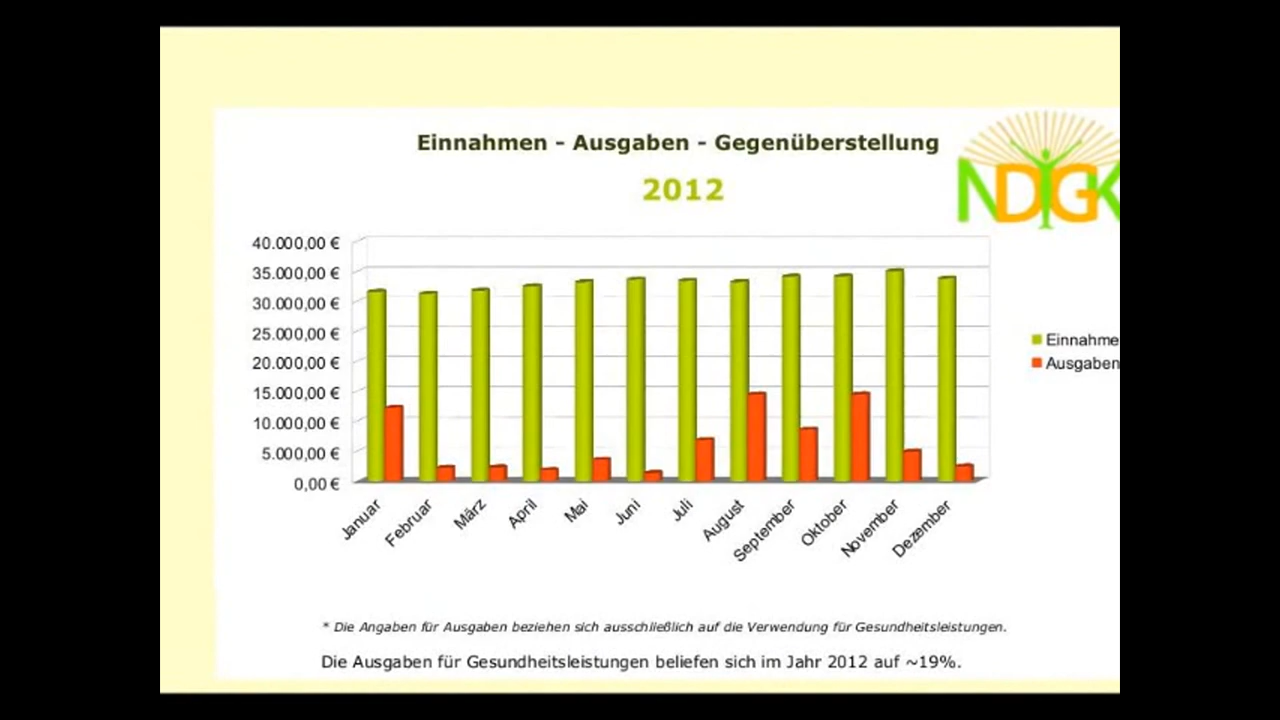 Einnahmen - Ausgaben - Gegenüberstellung
2012
NDGK
40.000,00 €
35.000,00 €
30.000,00 €
25.000,00 €
20.000,00 €
15.000,00 €
10.000,00 €
5.000,00 €
0,00 €
Januar
Februar
März
April
Mai
Juni
Juli
August
September
Oktober
November
Dezember
Einnahme
Ausgaben
* Die Angaben für Ausgaben beziehen sich ausschließlich auf die Verwendung für Gesundheitsleistungen.
Die Ausgaben für Gesundheitsleistungen beliefen sich im Jahr 2012 auf ~19%.